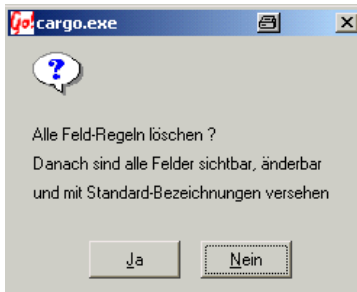 Go! cargo.exe
?
Alle Feld-Regeln löschen ?
Danach sind alle Felder sichtbar, änderbar
und mit Standard-Bezeichnungen versehen
Ja
Nein